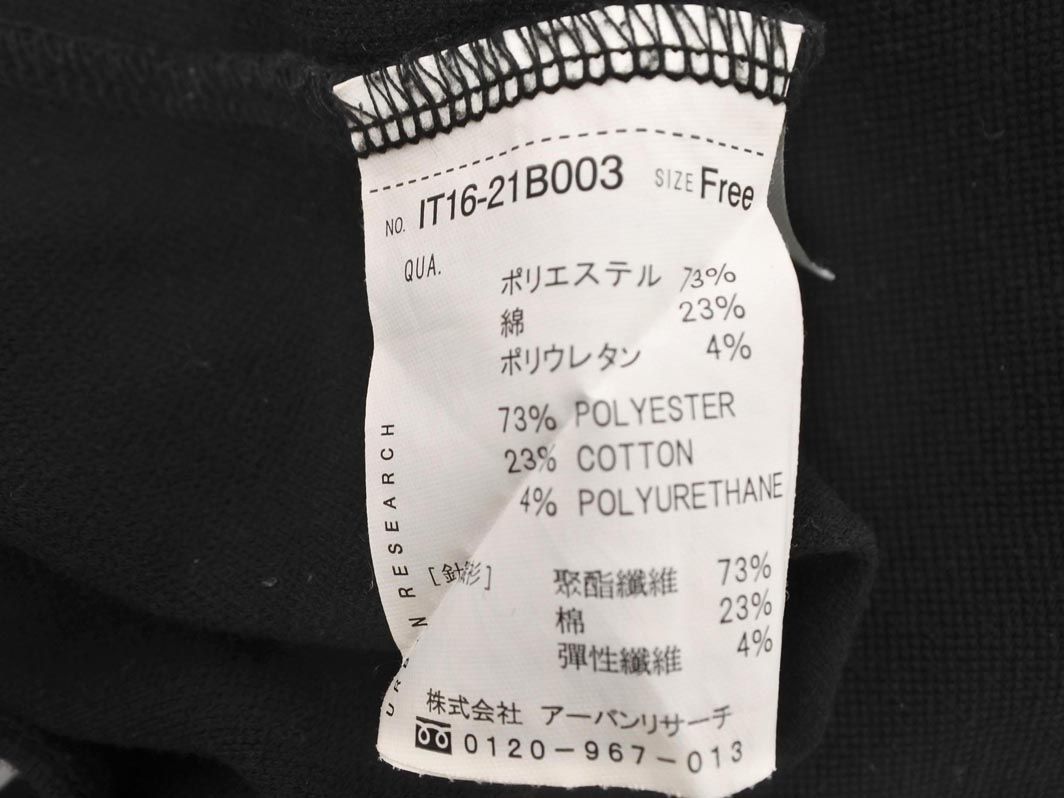 NO. IT16-21B003 SIZE Free
QUA.
ポリエステル 73%
綿 23%
ポリウレタン 4%
73% POLYESTER
23% COTTON
4% POLYURETHANE
URBAN RESEARCH
聚酯纖維 73%
棉 23%
彈性纖維 4%
株式会社 アーバンリサーチ
0120-967-013